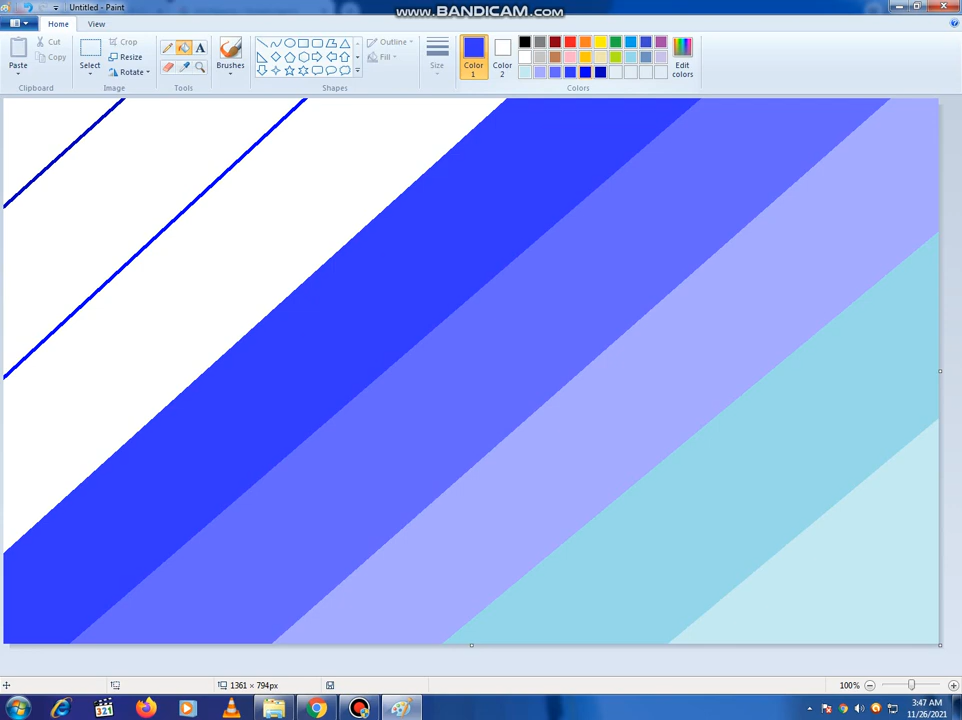 Untitled - Paint
www.BANDICAM.com
Home View
Paste
Cut
Copy
Clipboard
Select
Crop
Resize
Rotate
Image
A
Tools
Brushes
Outline
Fill
Shapes
Size
Color 1
Color 2
Edit colors
Colors
1361 × 794px
100%
321
3:47 AM
11/26/2021